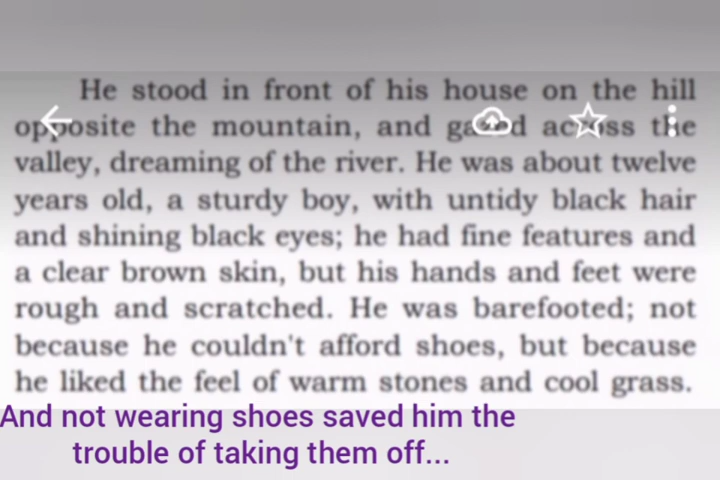 He stood in front of his house on the hill
opposite the mountain, and gazed across the
valley, dreaming of the river. He was about twelve
years old, a sturdy boy, with untidy black hair
and shining black eyes; he had fine features and
a clear brown skin, but his hands and feet were
rough and scratched. He was barefooted; not
because he couldn't afford shoes, but because
he liked the feel of warm stones and cool grass.
And not wearing shoes saved him the
trouble of taking them off...